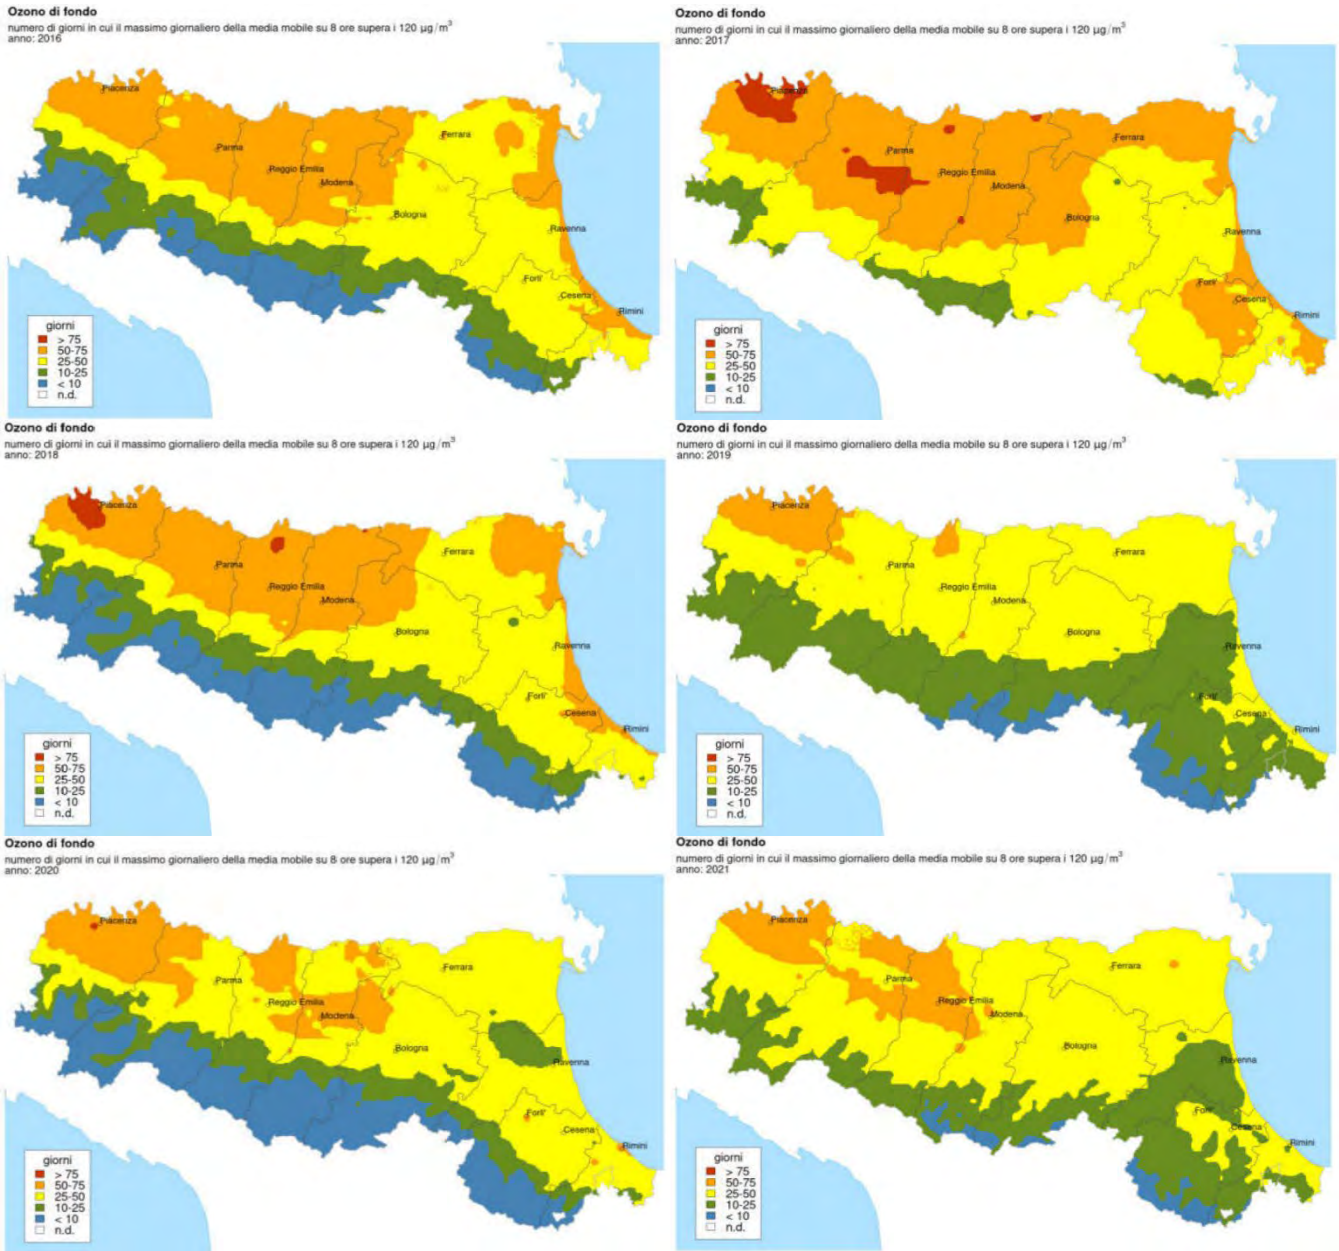 Ozono di fondo
numero di giorni in cui il massimo giornaliero della media mobile su 8 ore supera i 120 µg/m³
anno: 2016
Piacenza
Ferrara
Parma
Reggio Emilia
Modena
Bologna
Ravenna
Forli'
Cesena
Rimini
giorni
> 75
50-75
25-50
10-25
< 10
n.d.
Ozono di fondo
numero di giorni in cui il massimo giornaliero della media mobile su 8 ore supera i 120 µg/m³
anno: 2017
Piacenza
Ferrara
Parma
Reggio Emilia
Modena
Bologna
Ravenna
Forli'
Cesena
Rimini
giorni
> 75
50-75
25-50
10-25
< 10
n.d.
Ozono di fondo
numero di giorni in cui il massimo giornaliero della media mobile su 8 ore supera i 120 µg/m³
anno: 2018
Piacenza
Ferrara
Parma
Reggio Emilia
Modena
Bologna
Ravenna
Forli'
Cesena
Rimini
giorni
> 75
50-75
25-50
10-25
< 10
n.d.
Ozono di fondo
numero di giorni in cui il massimo giornaliero della media mobile su 8 ore supera i 120 µg/m³
anno: 2019
Piacenza
Ferrara
Parma
Reggio Emilia
Modena
Bologna
Ravenna
Forli'
Cesena
Rimini
giorni
> 75
50-75
25-50
10-25
< 10
n.d.
Ozono di fondo
numero di giorni in cui il massimo giornaliero della media mobile su 8 ore supera i 120 µg/m³
anno: 2020
Piacenza
Ferrara
Parma
Reggio Emilia
Modena
Bologna
Ravenna
Forli'
Cesena
Rimini
giorni
> 75
50-75
25-50
10-25
< 10
n.d.
Ozono di fondo
numero di giorni in cui il massimo giornaliero della media mobile su 8 ore supera i 120 µg/m³
anno: 2021
Piacenza
Ferrara
Parma
Reggio Emilia
Modena
Bologna
Ravenna
Forli'
Cesena
Rimini
giorni
> 75
50-75
25-50
10-25
< 10
n.d.